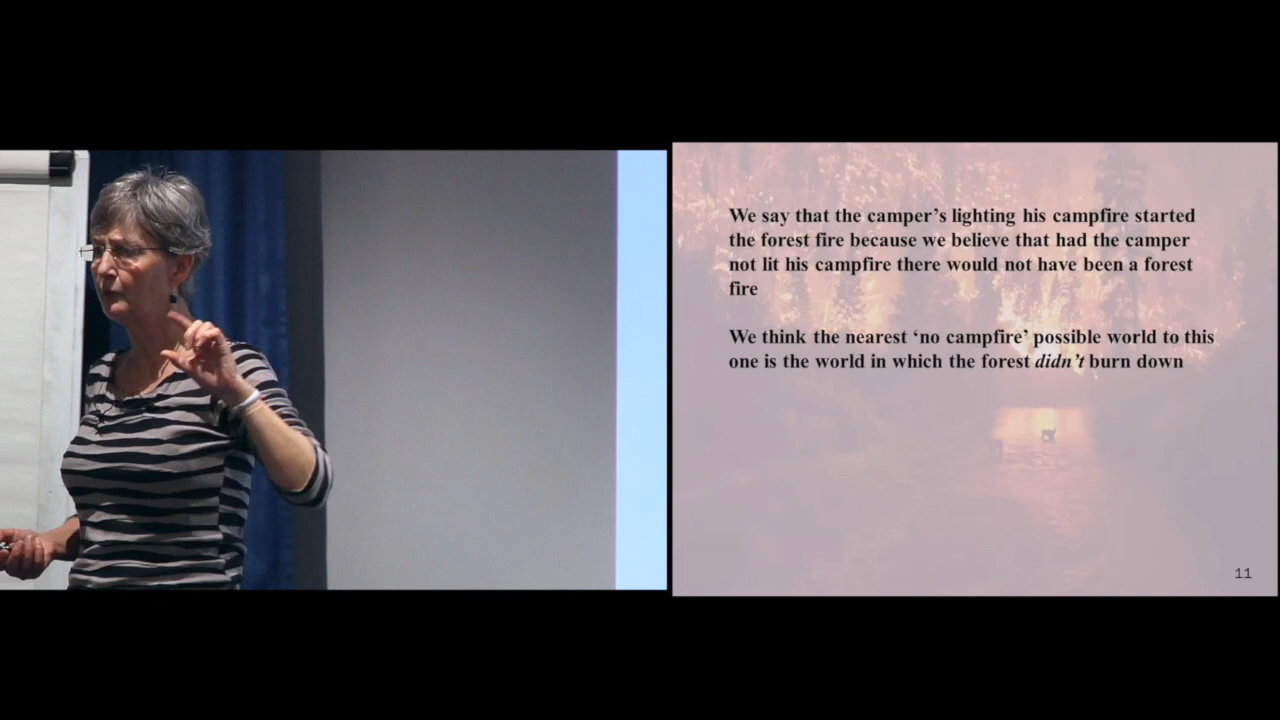 We say that the camper’s lighting his campfire started
the forest fire because we believe that had the camper
not lit his campfire there would not have been a forest
fire
We think the nearest ‘no campfire’ possible world to this
one is the world in which the forest didn’t burn down
11